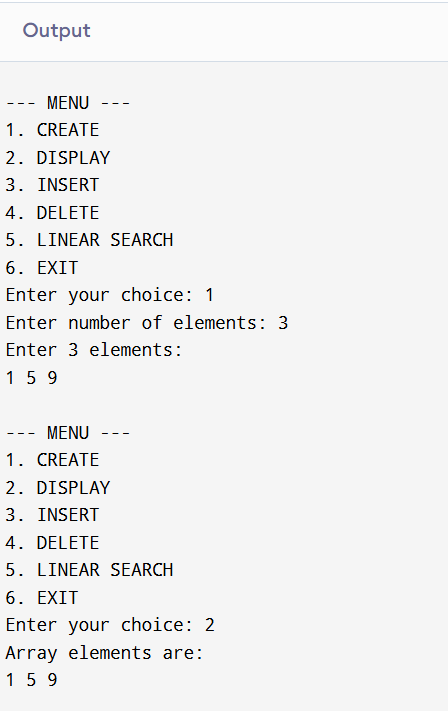 Output
--- MENU ---
1. CREATE
2. DISPLAY
3. INSERT
4. DELETE
5. LINEAR SEARCH
6. EXIT
Enter your choice: 1
Enter number of elements: 3
Enter 3 elements:
1 5 9
--- MENU ---
1. CREATE
2. DISPLAY
3. INSERT
4. DELETE
5. LINEAR SEARCH
6. EXIT
Enter your choice: 2
Array elements are:
1 5 9